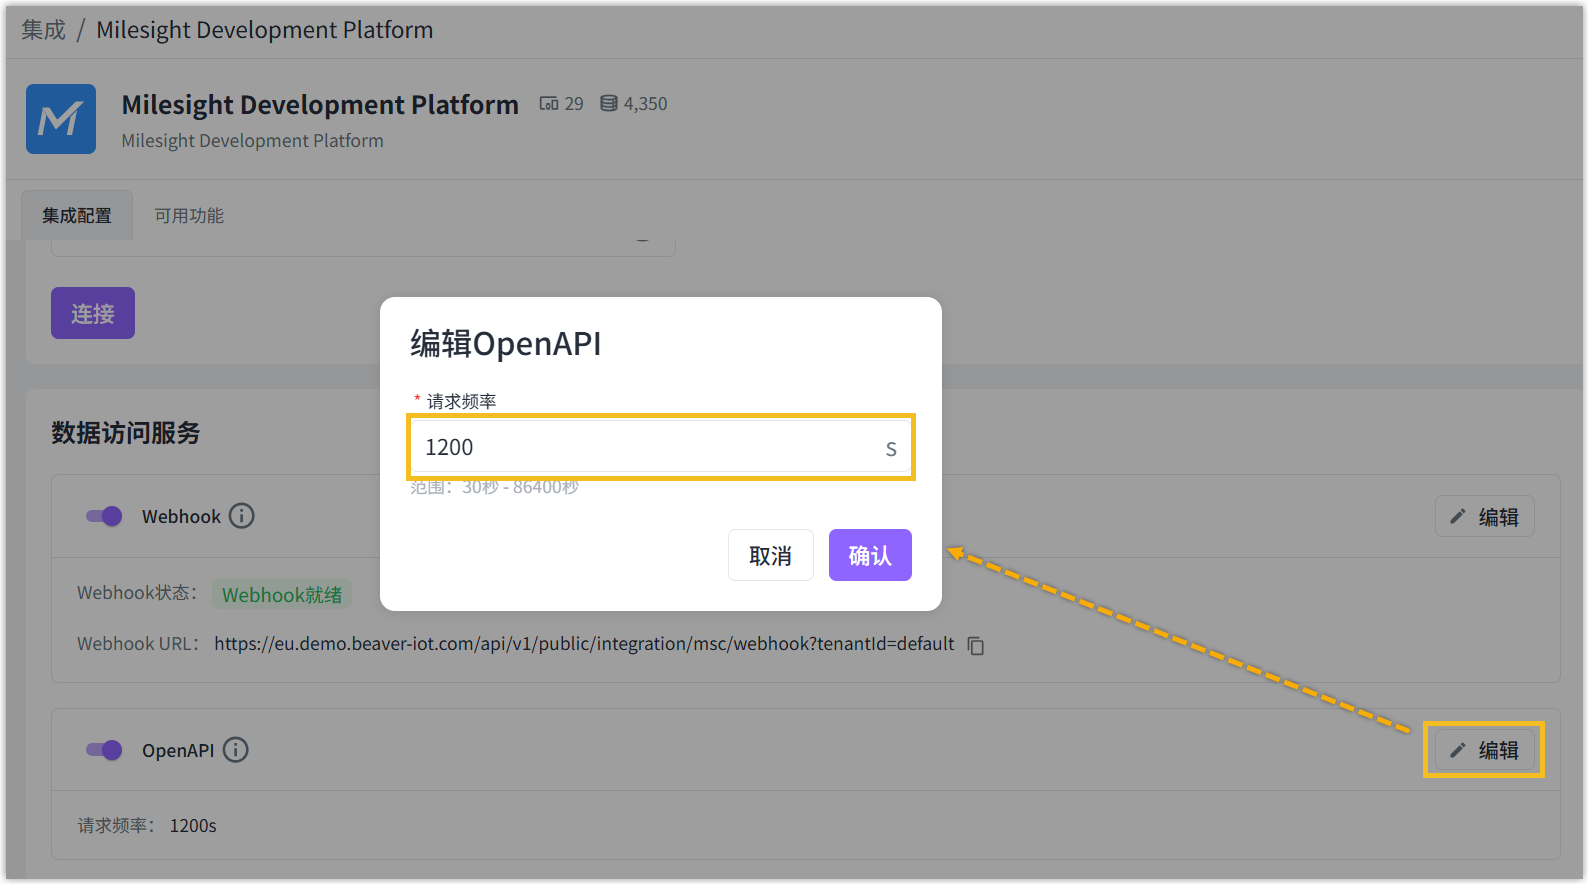 集成 / Milesight Development Platform
Milesight Development Platform 29 4,350
Milesight Development Platform
集成配置 可用功能
连接
编辑OpenAPI
* 请求频率
1200 s
范围：30秒 - 86400秒
取消 确认
数据访问服务
Webhook 编辑
Webhook状态： Webhook就绪
Webhook URL： https://eu.demo.beaver-iot.com/api/v1/public/integration/msc/webhook?tenantId=default
OpenAPI 编辑
请求频率： 1200s